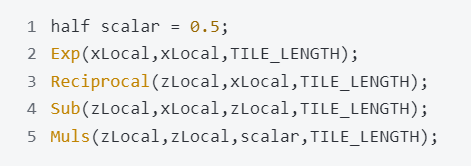 1 half scalar = 0.5;
2 Exp(xLocal,xLocal,TILE_LENGTH);
3 Reciprocal(zLocal,xLocal,TILE_LENGTH);
4 Sub(zLocal,xLocal,zLocal,TILE_LENGTH);
5 Muls(zLocal,zLocal,scalar,TILE_LENGTH);